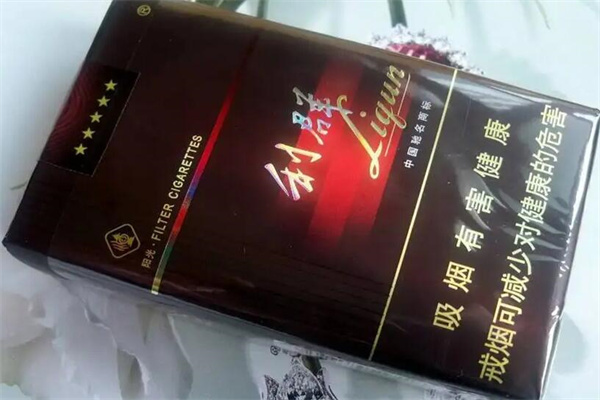 ®
利群
Liqun
中国驰名商标
阳光·FILTER CIGARETTES
吸烟有害健康
戒烟可减少对健康的危害